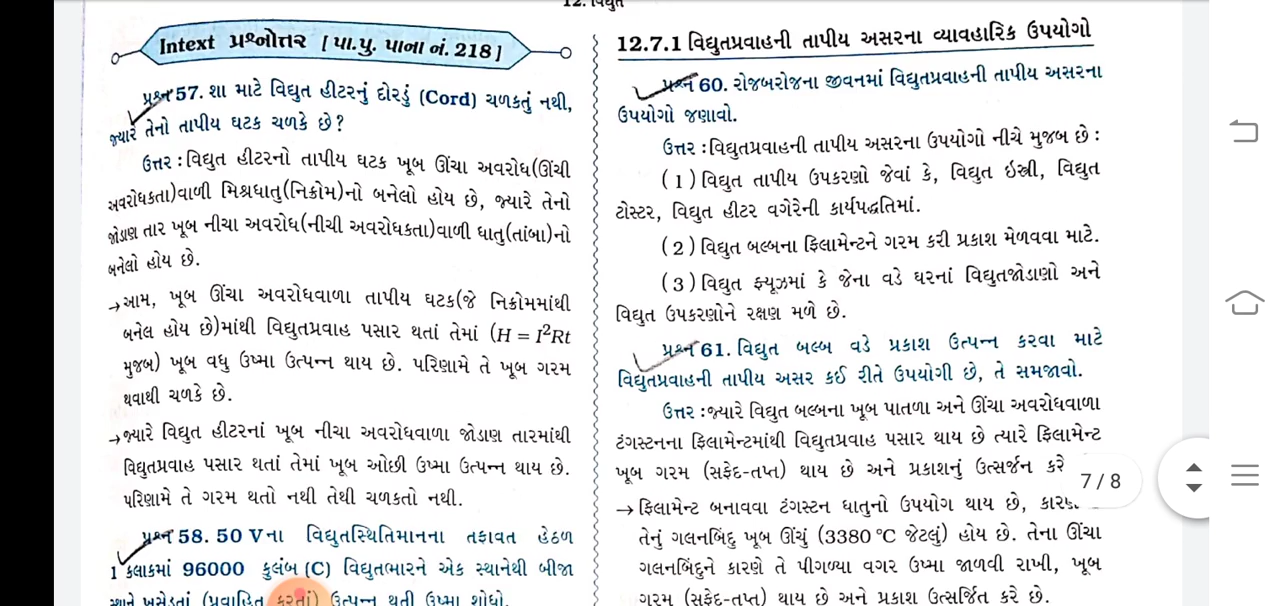 12. વિદ્યુત
Intext પ્રશ્નોત્તર [ પા.પુ. પાના નં. 218 ]
પ્રશ્ન 57. શા માટે વિદ્યુત હીટરનું દોરડું (Cord) ચળકતું નથી,
જ્યારે તેનો તાપીય ઘટક ચળકે છે?
ઉત્તર : વિદ્યુત હીટરનો તાપીય ઘટક ખૂબ ઊંચા અવરોધ(ઊંચી
અવરોધકતા)વાળી મિશ્રધાતુ(નિક્રોમ)નો બનેલો હોય છે, જ્યારે તેનો
જોડાણ તાર ખૂબ નીચા અવરોધ(નીચી અવરોધકતા)વાળી ધાતુ(તાંબા)નો
બનેલો હોય છે.
→ આમ, ખૂબ ઊંચા અવરોધવાળા તાપીય ઘટક(જે નિક્રોમમાંથી
બનેલ હોય છે)માંથી વિદ્યુતપ્રવાહ પસાર થતાં તેમાં (H = I²Rt
મુજબ) ખૂબ વધુ ઉષ્મા ઉત્પન્ન થાય છે. પરિણામે તે ખૂબ ગરમ
થવાથી ચળકે છે.
→ જ્યારે વિદ્યુત હીટરનાં ખૂબ નીચા અવરોધવાળા જોડાણ તારમાંથી
વિદ્યુતપ્રવાહ પસાર થતાં તેમાં ખૂબ ઓછી ઉષ્મા ઉત્પન્ન થાય છે.
પરિણામે તે ગરમ થતો નથી તેથી ચળકતો નથી.
પ્રશ્ન 58. 50 Vના વિદ્યુતસ્થિતિમાનના તફાવત હેઠળ
1 કલાકમાં 96000 કુલંબ (C) વિદ્યુતભારને એક સ્થાનેથી બીજા
સ્થાને ખસેડતાં (પ્રવાહિત કરતાં) ઉત્પન્ન થતી ઉષ્મા શોધો.
12.7.1 વિદ્યુતપ્રવાહની તાપીય અસરના વ્યાવહારિક ઉપયોગો
પ્રશ્ન 60. રોજબરોજના જીવનમાં વિદ્યુતપ્રવાહની તાપીય અસરના
ઉપયોગો જણાવો.
ઉત્તર : વિદ્યુતપ્રવાહની તાપીય અસરના ઉપયોગો નીચે મુજબ છે :
(1) વિદ્યુત તાપીય ઉપકરણો જેવાં કે, વિદ્યુત ઇસ્ત્રી, વિદ્યુત
ટોસ્ટર, વિદ્યુત હીટર વગેરેની કાર્યપદ્ધતિમાં.
(2) વિદ્યુત બલ્બના ફિલામેન્ટને ગરમ કરી પ્રકાશ મેળવવા માટે.
(3) વિદ્યુત ફ્યૂઝમાં કે જેના વડે ઘરનાં વિદ્યુતજોડાણો અને
વિદ્યુત ઉપકરણોને રક્ષણ મળે છે.
પ્રશ્ન 61. વિદ્યુત બલ્બ વડે પ્રકાશ ઉત્પન્ન કરવા માટે
વિદ્યુતપ્રવાહની તાપીય અસર કઈ રીતે ઉપયોગી છે, તે સમજાવો.
ઉત્તર : જ્યારે વિદ્યુત બલ્બના ખૂબ પાતળા અને ઊંચા અવરોધવાળા
ટંગસ્ટનના ફિલામેન્ટમાંથી વિદ્યુતપ્રવાહ પસાર થાય છે ત્યારે ફિલામેન્ટ
ખૂબ ગરમ (સફેદ-તપ્ત) થાય છે અને પ્રકાશનું ઉત્સર્જન કરે
→ ફિલામેન્ટ બનાવવા ટંગસ્ટન ધાતુનો ઉપયોગ થાય છે,
તેનું ગલનબિંદુ ખૂબ ઊંચું (3380 °C જેટલું) હોય છે. તેના ઊંચા
ગલનબિંદુને કારણે તે પીગળ્યા વગર ઉષ્મા જાળવી રાખી, ખૂબ
ગરમ (સફેદ-તપ્ત) થાય છે અને પ્રકાશ ઉત્સર્જિત કરે છે.
7 / 8